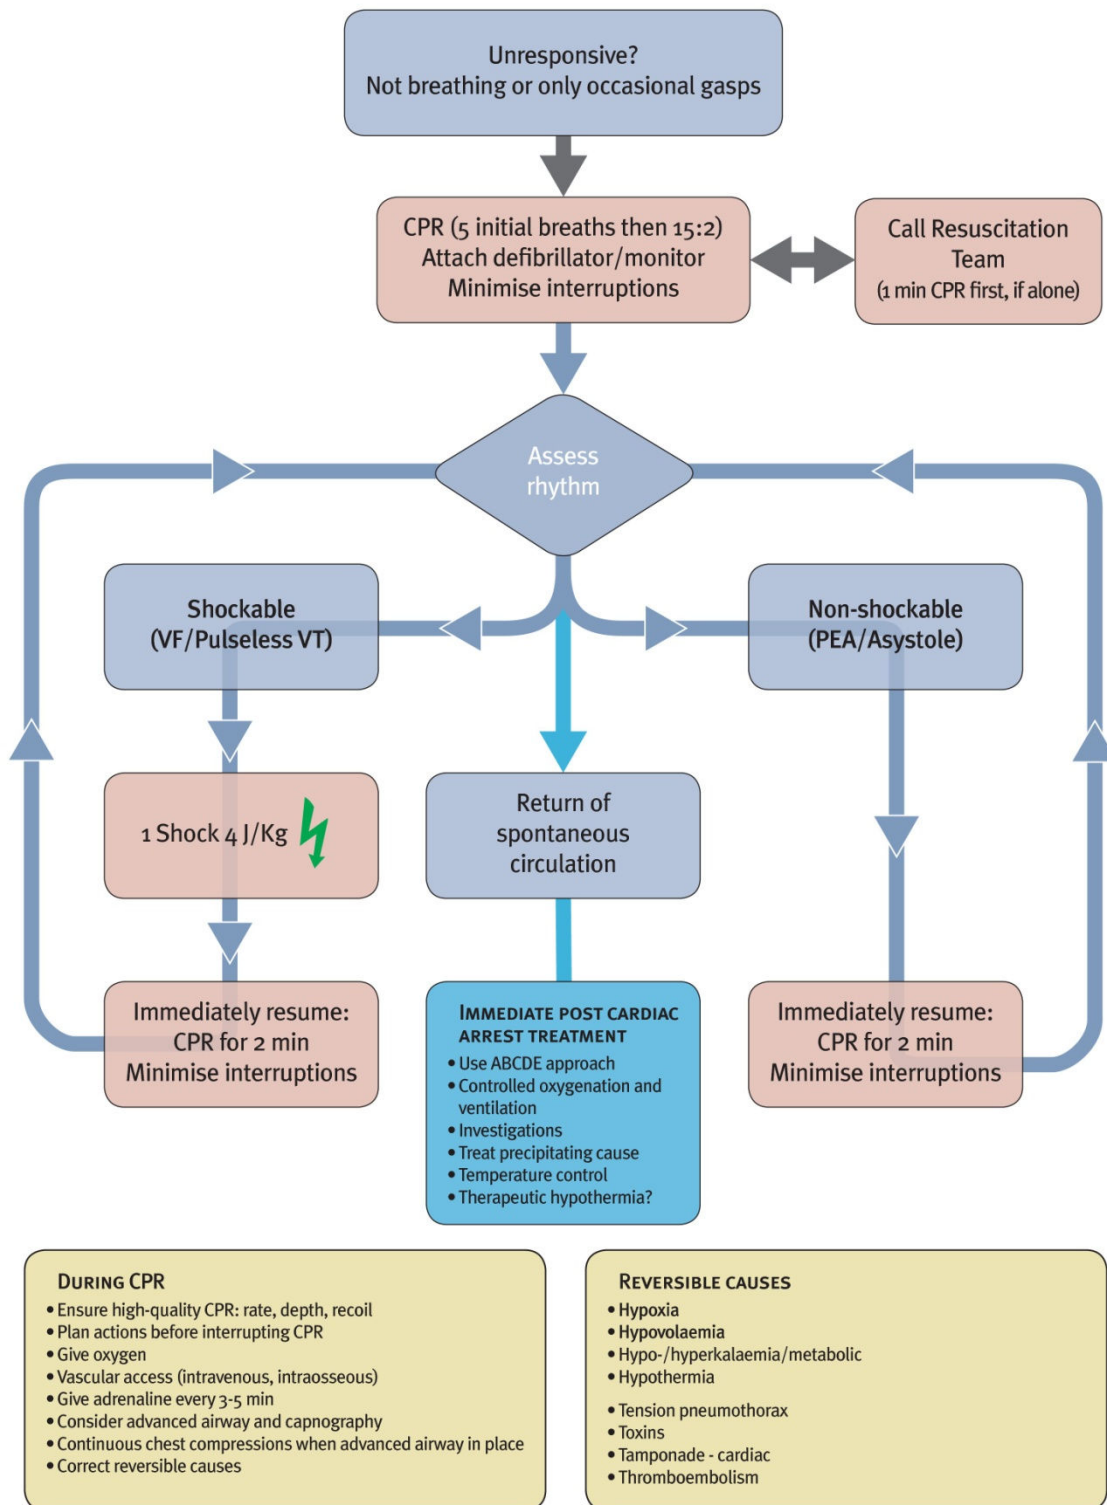 Unresponsive?
Not breathing or only occasional gasps
CPR (5 initial breaths then 15:2)
Attach defibrillator/monitor
Minimise interruptions
Call Resuscitation
Team
(1 min CPR first, if alone)
Assess
rhythm
Shockable
(VF/Pulseless VT)
Non-shockable
(PEA/Asystole)
1 Shock 4 J/Kg
Return of
spontaneous
circulation
Immediately resume:
CPR for 2 min
Minimise interruptions
Immediate post cardiac
arrest treatment
• Use ABCDE approach
• Controlled oxygenation and
ventilation
• Investigations
• Treat precipitating cause
• Temperature control
• Therapeutic hypothermia?
Immediately resume:
CPR for 2 min
Minimise interruptions
During CPR
• Ensure high-quality CPR: rate, depth, recoil
• Plan actions before interrupting CPR
• Give oxygen
• Vascular access (intravenous, intraosseous)
• Give adrenaline every 3-5 min
• Consider advanced airway and capnography
• Continuous chest compressions when advanced airway in place
• Correct reversible causes
Reversible causes
• Hypoxia
• Hypovolaemia
• Hypo-/hyperkalaemia/metabolic
• Hypothermia
• Tension pneumothorax
• Toxins
• Tamponade - cardiac
• Thromboembolism